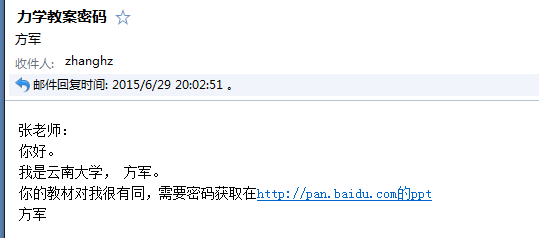 力学教案密码
方军
收件人: zhanghz
邮件回复时间: 2015/6/29 20:02:51 。
张老师：
你好。
我是云南大学， 方军。
你的教材对我很有同，需要密码获取在http://pan.baidu.com的ppt
方军